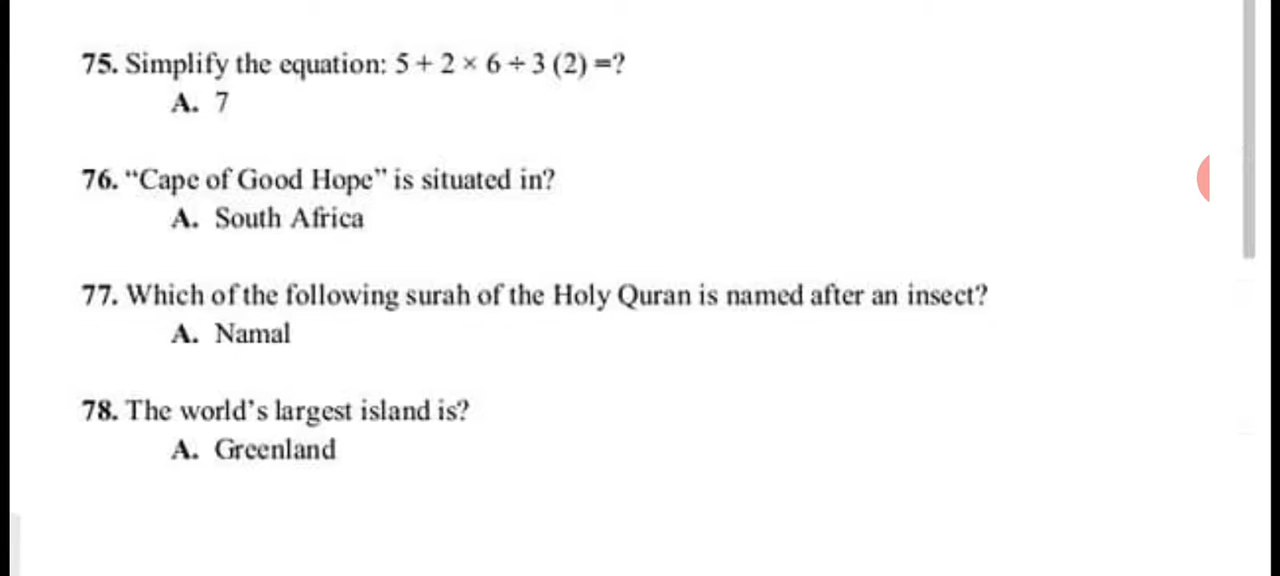 75. Simplify the equation: 5 + 2 × 6 ÷ 3 (2) =?
A. 7
76. “Cape of Good Hope” is situated in?
A. South Africa
77. Which of the following surah of the Holy Quran is named after an insect?
A. Namal
78. The world’s largest island is?
A. Greenland